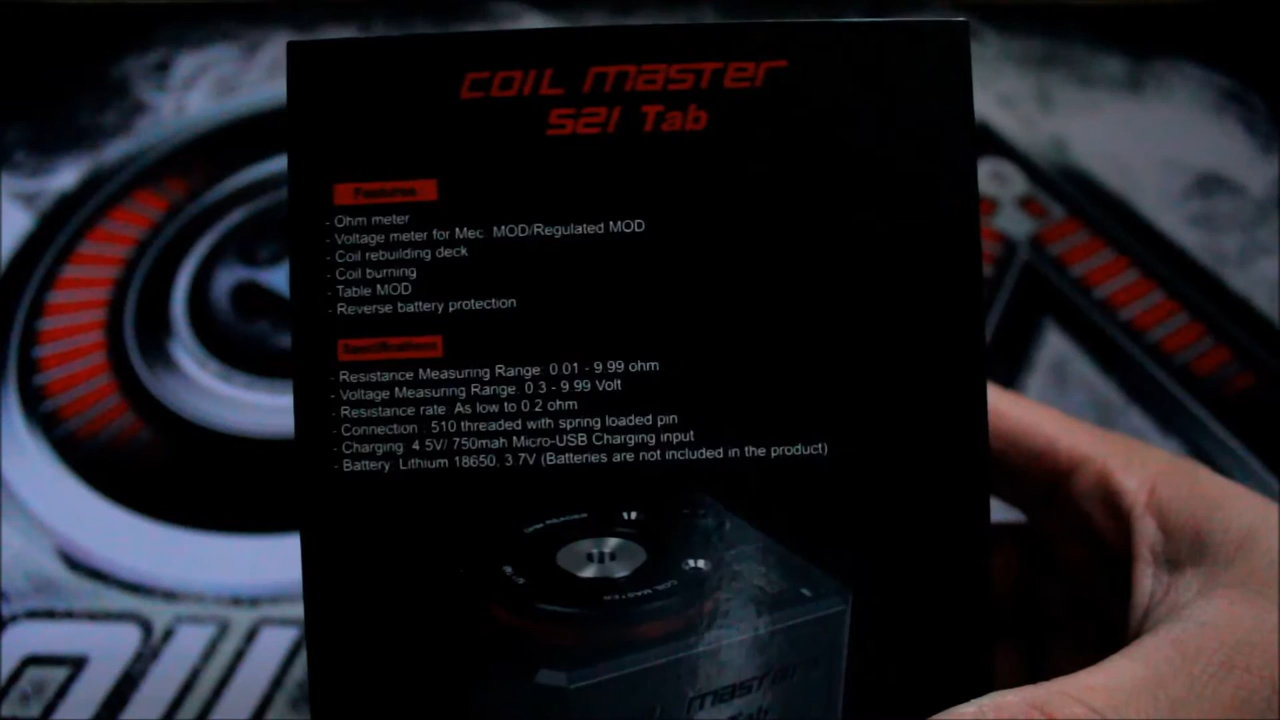 COIL MASTER
521 Tab
Features
- Ohm meter
- Voltage meter for Mec MOD/Regulated MOD
- Coil rebuilding deck
- Coil burning
- Table MOD
- Reverse battery protection
Specifications
- Resistance Measuring Range: 0.01 - 9.99 ohm
- Voltage Measuring Range: 0.3 - 9.99 Volt
- Resistance rate: As low to 0.2 ohm
- Connection : 510 threaded with spring loaded pin
- Charging: 4.5V/ 750mah Micro-USB Charging input
- Battery: Lithium 18650, 3.7V (Batteries are not included in the product)
COIL MASTER
master
Tab